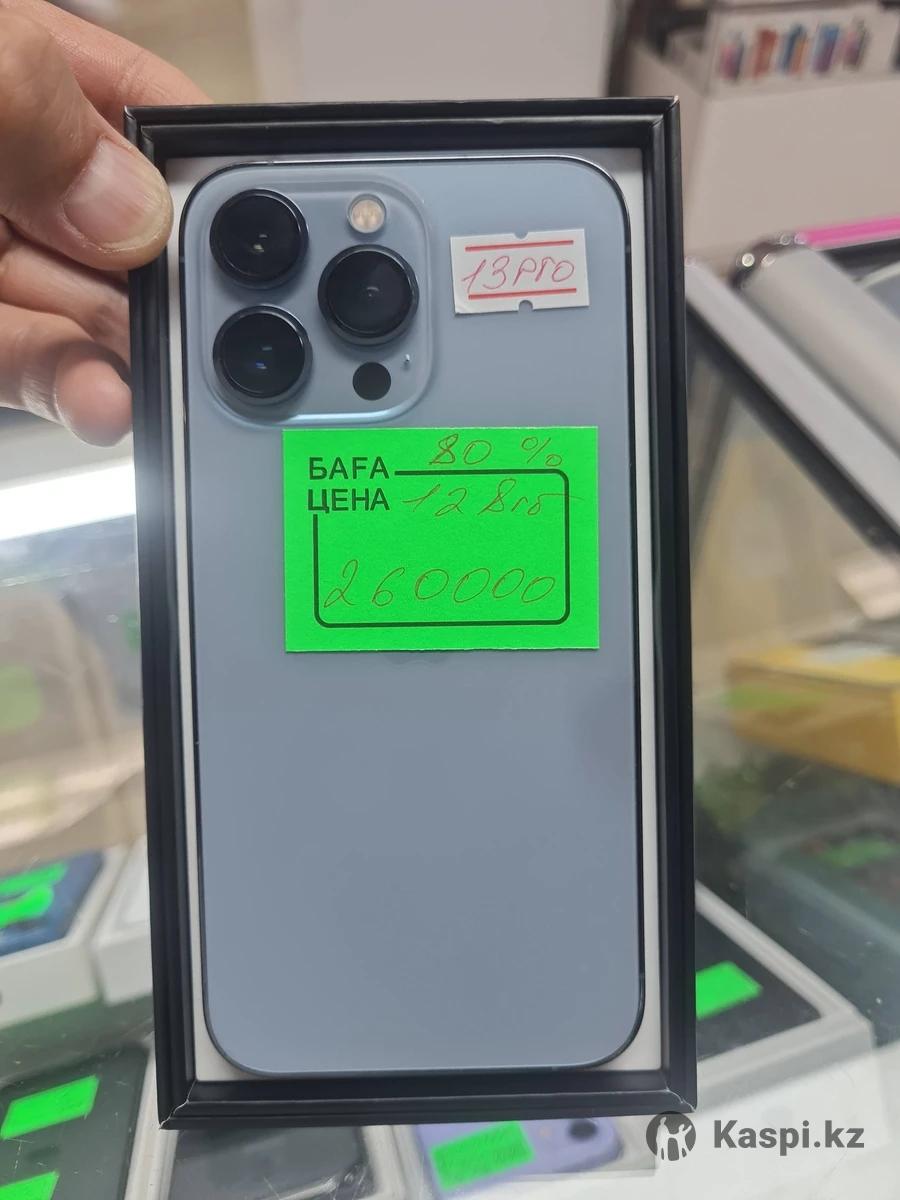 13pro
80 %
БАҒА
ЦЕНА 128гб
260000
Kaspi.kz